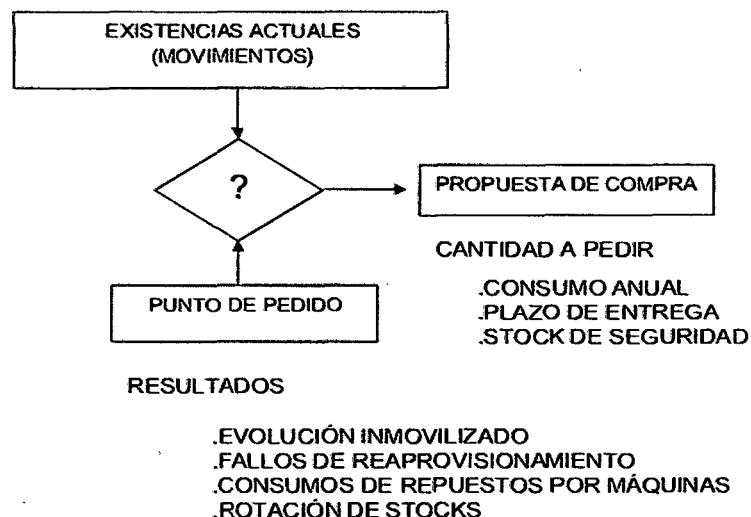 EXISTENCIAS ACTUALES
(MOVIMIENTOS)
?
PROPUESTA DE COMPRA
CANTIDAD A PEDIR
.CONSUMO ANUAL
.PLAZO DE ENTREGA
.STOCK DE SEGURIDAD
PUNTO DE PEDIDO
RESULTADOS
.EVOLUCIÓN INMOVILIZADO
.FALLOS DE REAPROVISIONAMIENTO
.CONSUMOS DE REPUESTOS POR MÁQUINAS
.ROTACIÓN DE STOCKS